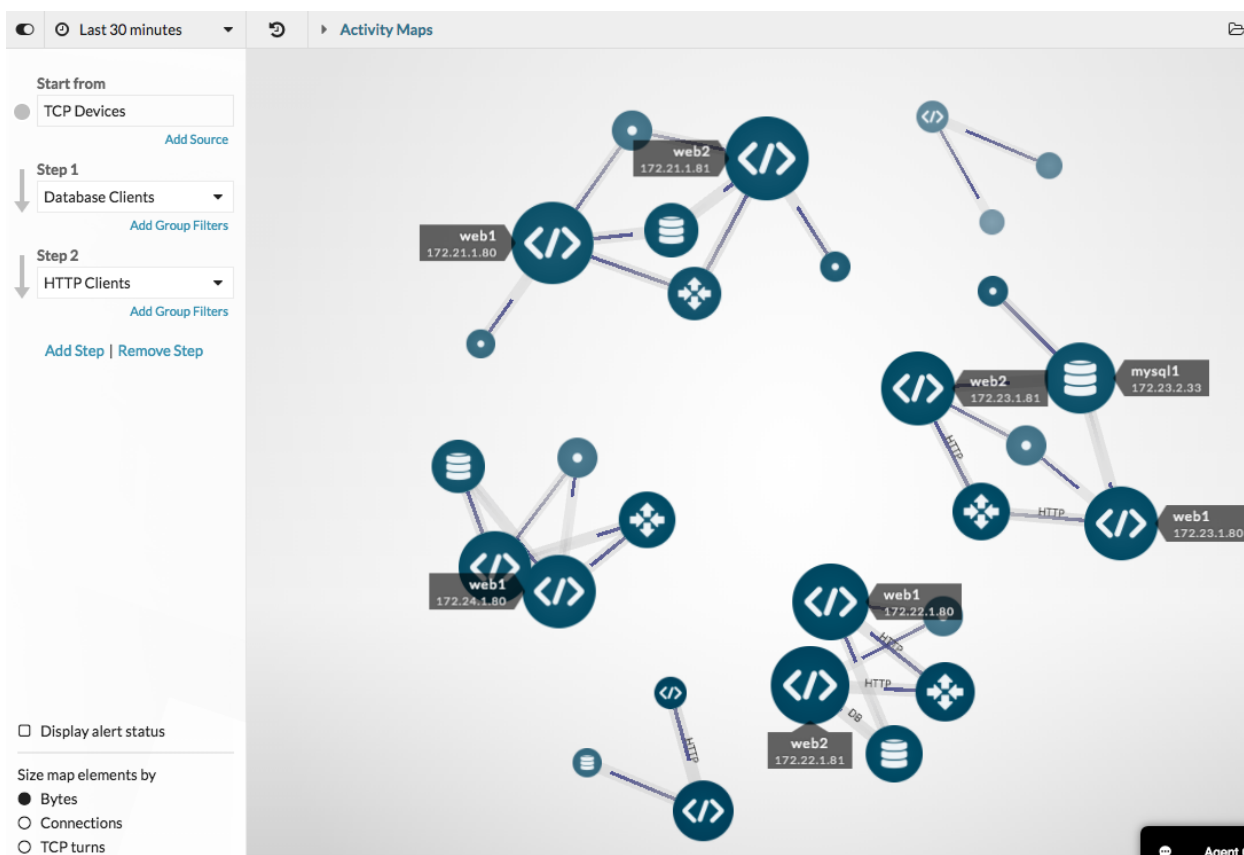 Last 30 minutes
Activity Maps
Start from
TCP Devices
Add Source
Step 1
Database Clients
Add Group Filters
Step 2
HTTP Clients
Add Group Filters
Add Step | Remove Step
Display alert status
Size map elements by
Bytes
Connections
TCP turns
web2
172.21.1.81
web1
172.21.1.80
mysql1
172.23.2.33
web2
172.23.1.81
HTTP
HTTP
web1
172.23.1.80
web1
172.24.1.80
web1
172.22.1.80
HTTP
HTTP
DB
web2
172.22.1.81
HTTP
Agent